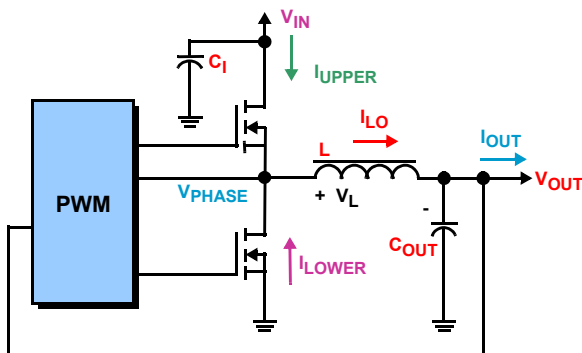 VIN
CI
IUPPER
ILO
IOUT
L
VOUT
VPHASE
+ VL -
PWM
COUT
ILOWER